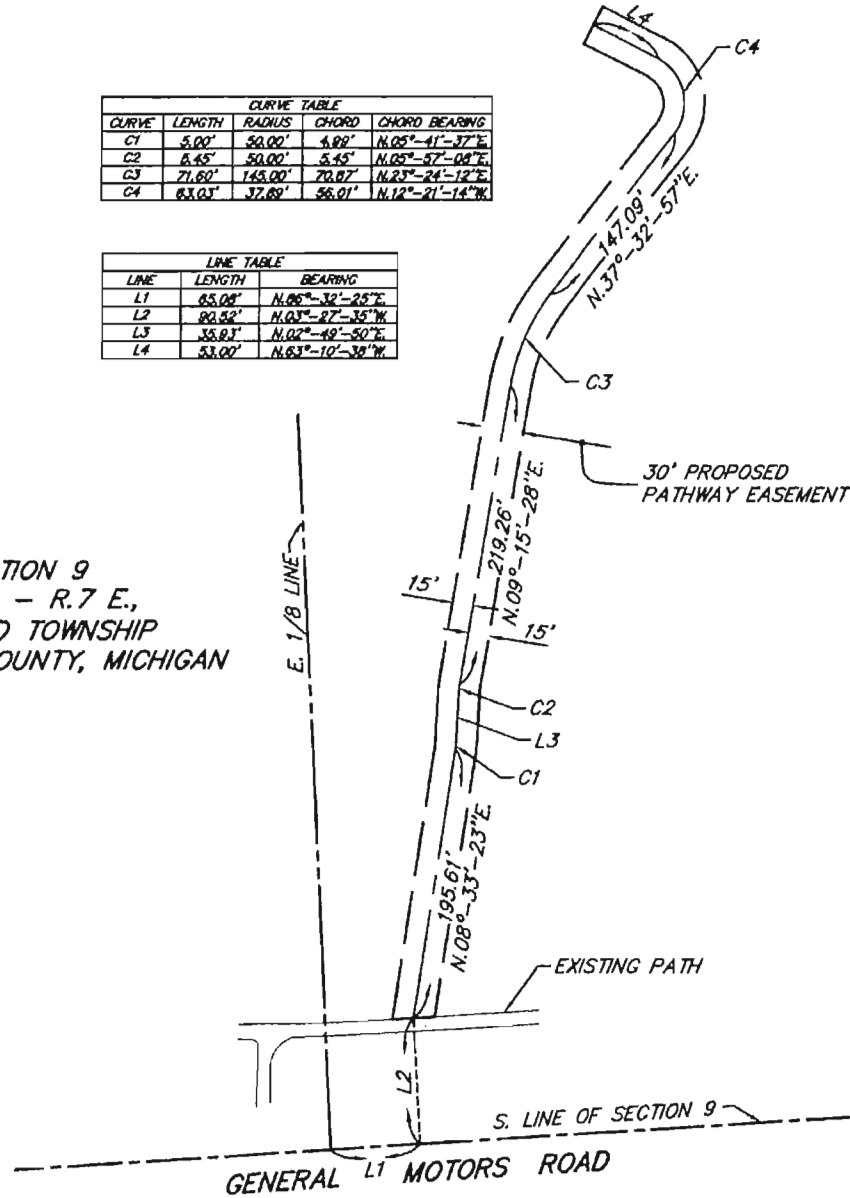 L4
C4
CURVE TABLE
CURVE LENGTH RADIUS CHORD CHORD BEARING
C1 5.00' 50.00' 4.99' N.05°-41'-37"E.
C2 5.45' 50.00' 5.45' N.05°-57'-08"E.
C3 71.60' 145.00' 70.87' N.23°-24'-12"E.
C4 63.03' 37.89' 56.01' N.12°-21'-14"W.
LINE TABLE
LINE LENGTH BEARING
L1 65.08' N.86°-32'-25"E.
L2 90.52' N.03°-27'-35"W.
L3 35.93' N.02°-49'-50"E.
L4 53.00' N.63°-10'-38"W.
147.09'
N.37°-32'-57"E.
C3
30' PROPOSED
PATHWAY EASEMENT
219.26'
N.09°-15'-28"E.
TION 9
- R.7 E.,
D TOWNSHIP
OUNTY, MICHIGAN
E. 1/8 LINE
15'
15'
C2
L3
C1
195.61'
N.08°-33'-23"E.
EXISTING PATH
L2
S. LINE OF SECTION 9
L1
GENERAL MOTORS ROAD